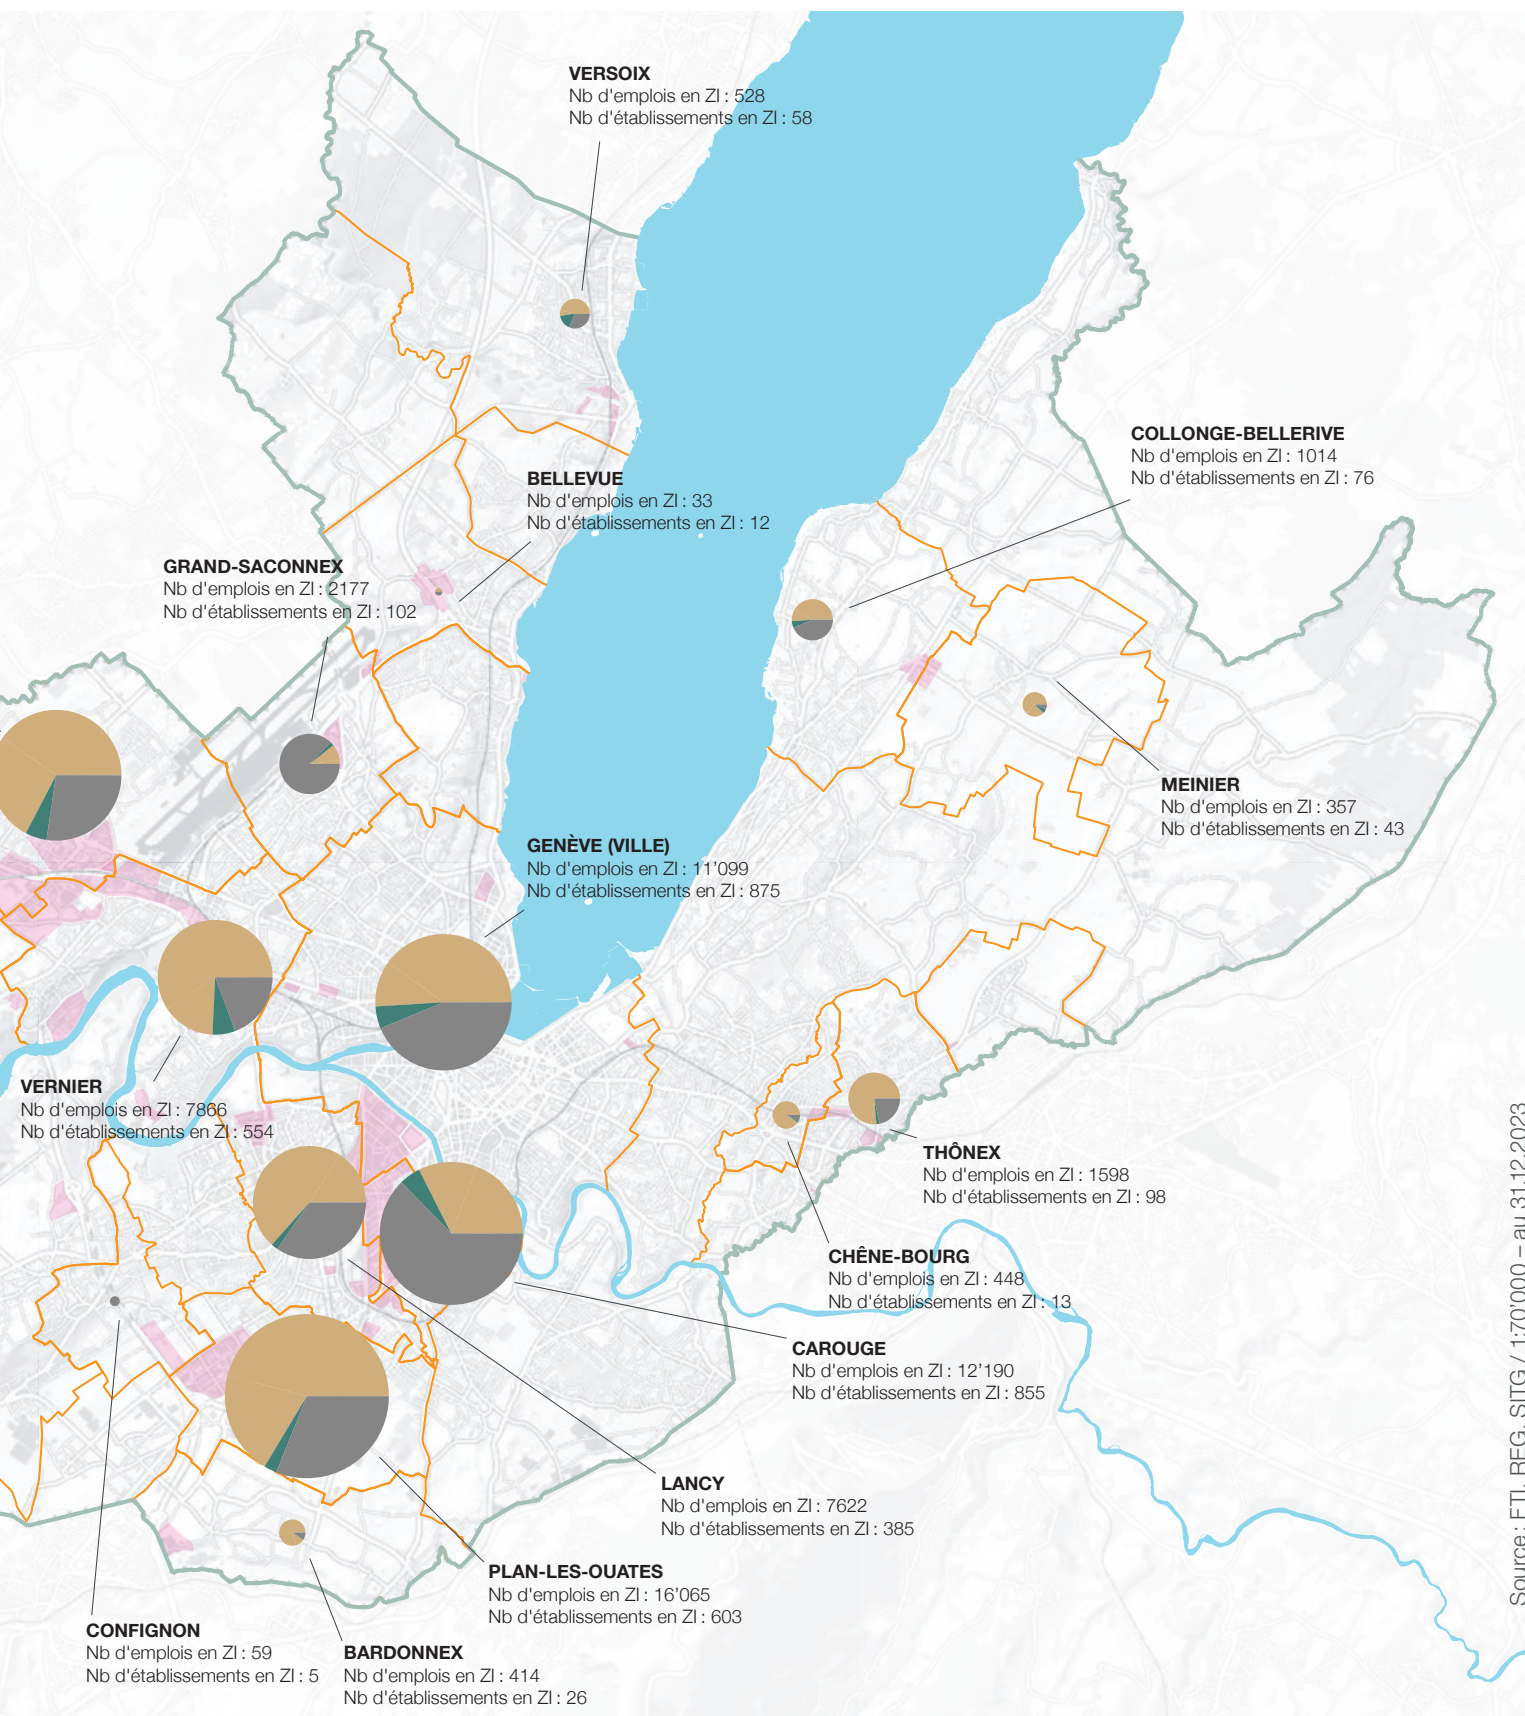 VERSOIX
Nb d'emplois en ZI : 528
Nb d'établissements en ZI : 58
COLLONGE-BELLERIVE
Nb d'emplois en ZI : 1014
Nb d'établissements en ZI : 76
BELLEVUE
Nb d'emplois en ZI : 33
Nb d'établissements en ZI : 12
GRAND-SACONNEX
Nb d'emplois en ZI : 2177
Nb d'établissements en ZI : 102
MEINIER
Nb d'emplois en ZI : 357
Nb d'établissements en ZI : 43
GENÈVE (VILLE)
Nb d'emplois en ZI : 11’099
Nb d'établissements en ZI : 875
VERNIER
Nb d'emplois en ZI : 7866
Nb d'établissements en ZI : 554
THÔNEX
Nb d'emplois en ZI : 1598
Nb d'établissements en ZI : 98
CHÊNE-BOURG
Nb d'emplois en ZI : 448
Nb d'établissements en ZI : 13
CAROUGE
Nb d'emplois en ZI : 12’190
Nb d'établissements en ZI : 855
LANCY
Nb d'emplois en ZI : 7622
Nb d'établissements en ZI : 385
PLAN-LES-OUATES
Nb d'emplois en ZI : 16’065
Nb d'établissements en ZI : 603
CONFIGNON
Nb d'emplois en ZI : 59
Nb d'établissements en ZI : 5
BARDONNEX
Nb d'emplois en ZI : 414
Nb d'établissements en ZI : 26
Source : FTI, REG, SITG / 1:70’000 – au 31.12.2023